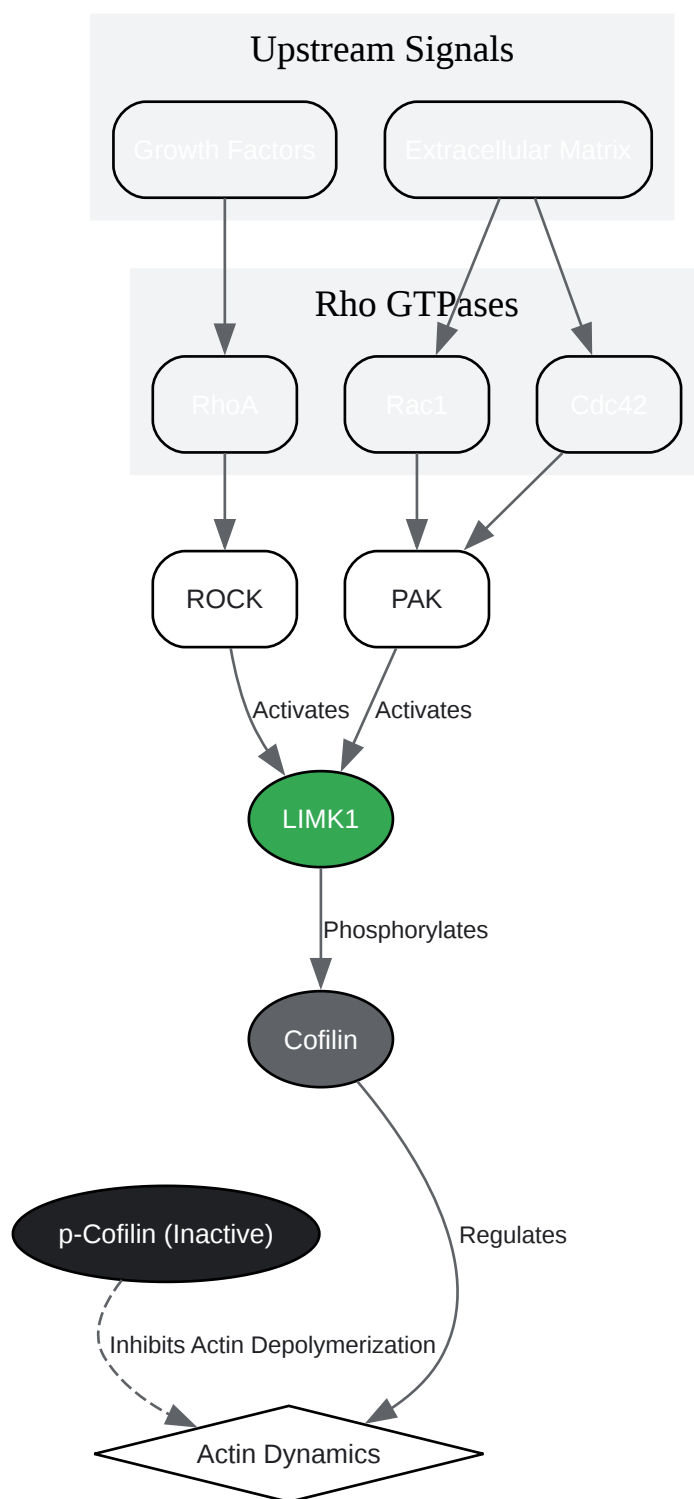 Upstream Signals
Growth Factors
Extracellular Matrix
Rho GTPases
RhoA
Rac1
Cdc42
ROCK
PAK
Activates
Activates
LIMK1
Phosphorylates
Cofilin
p-Cofilin (Inactive)
Regulates
Inhibits Actin Depolymerization
Actin Dynamics